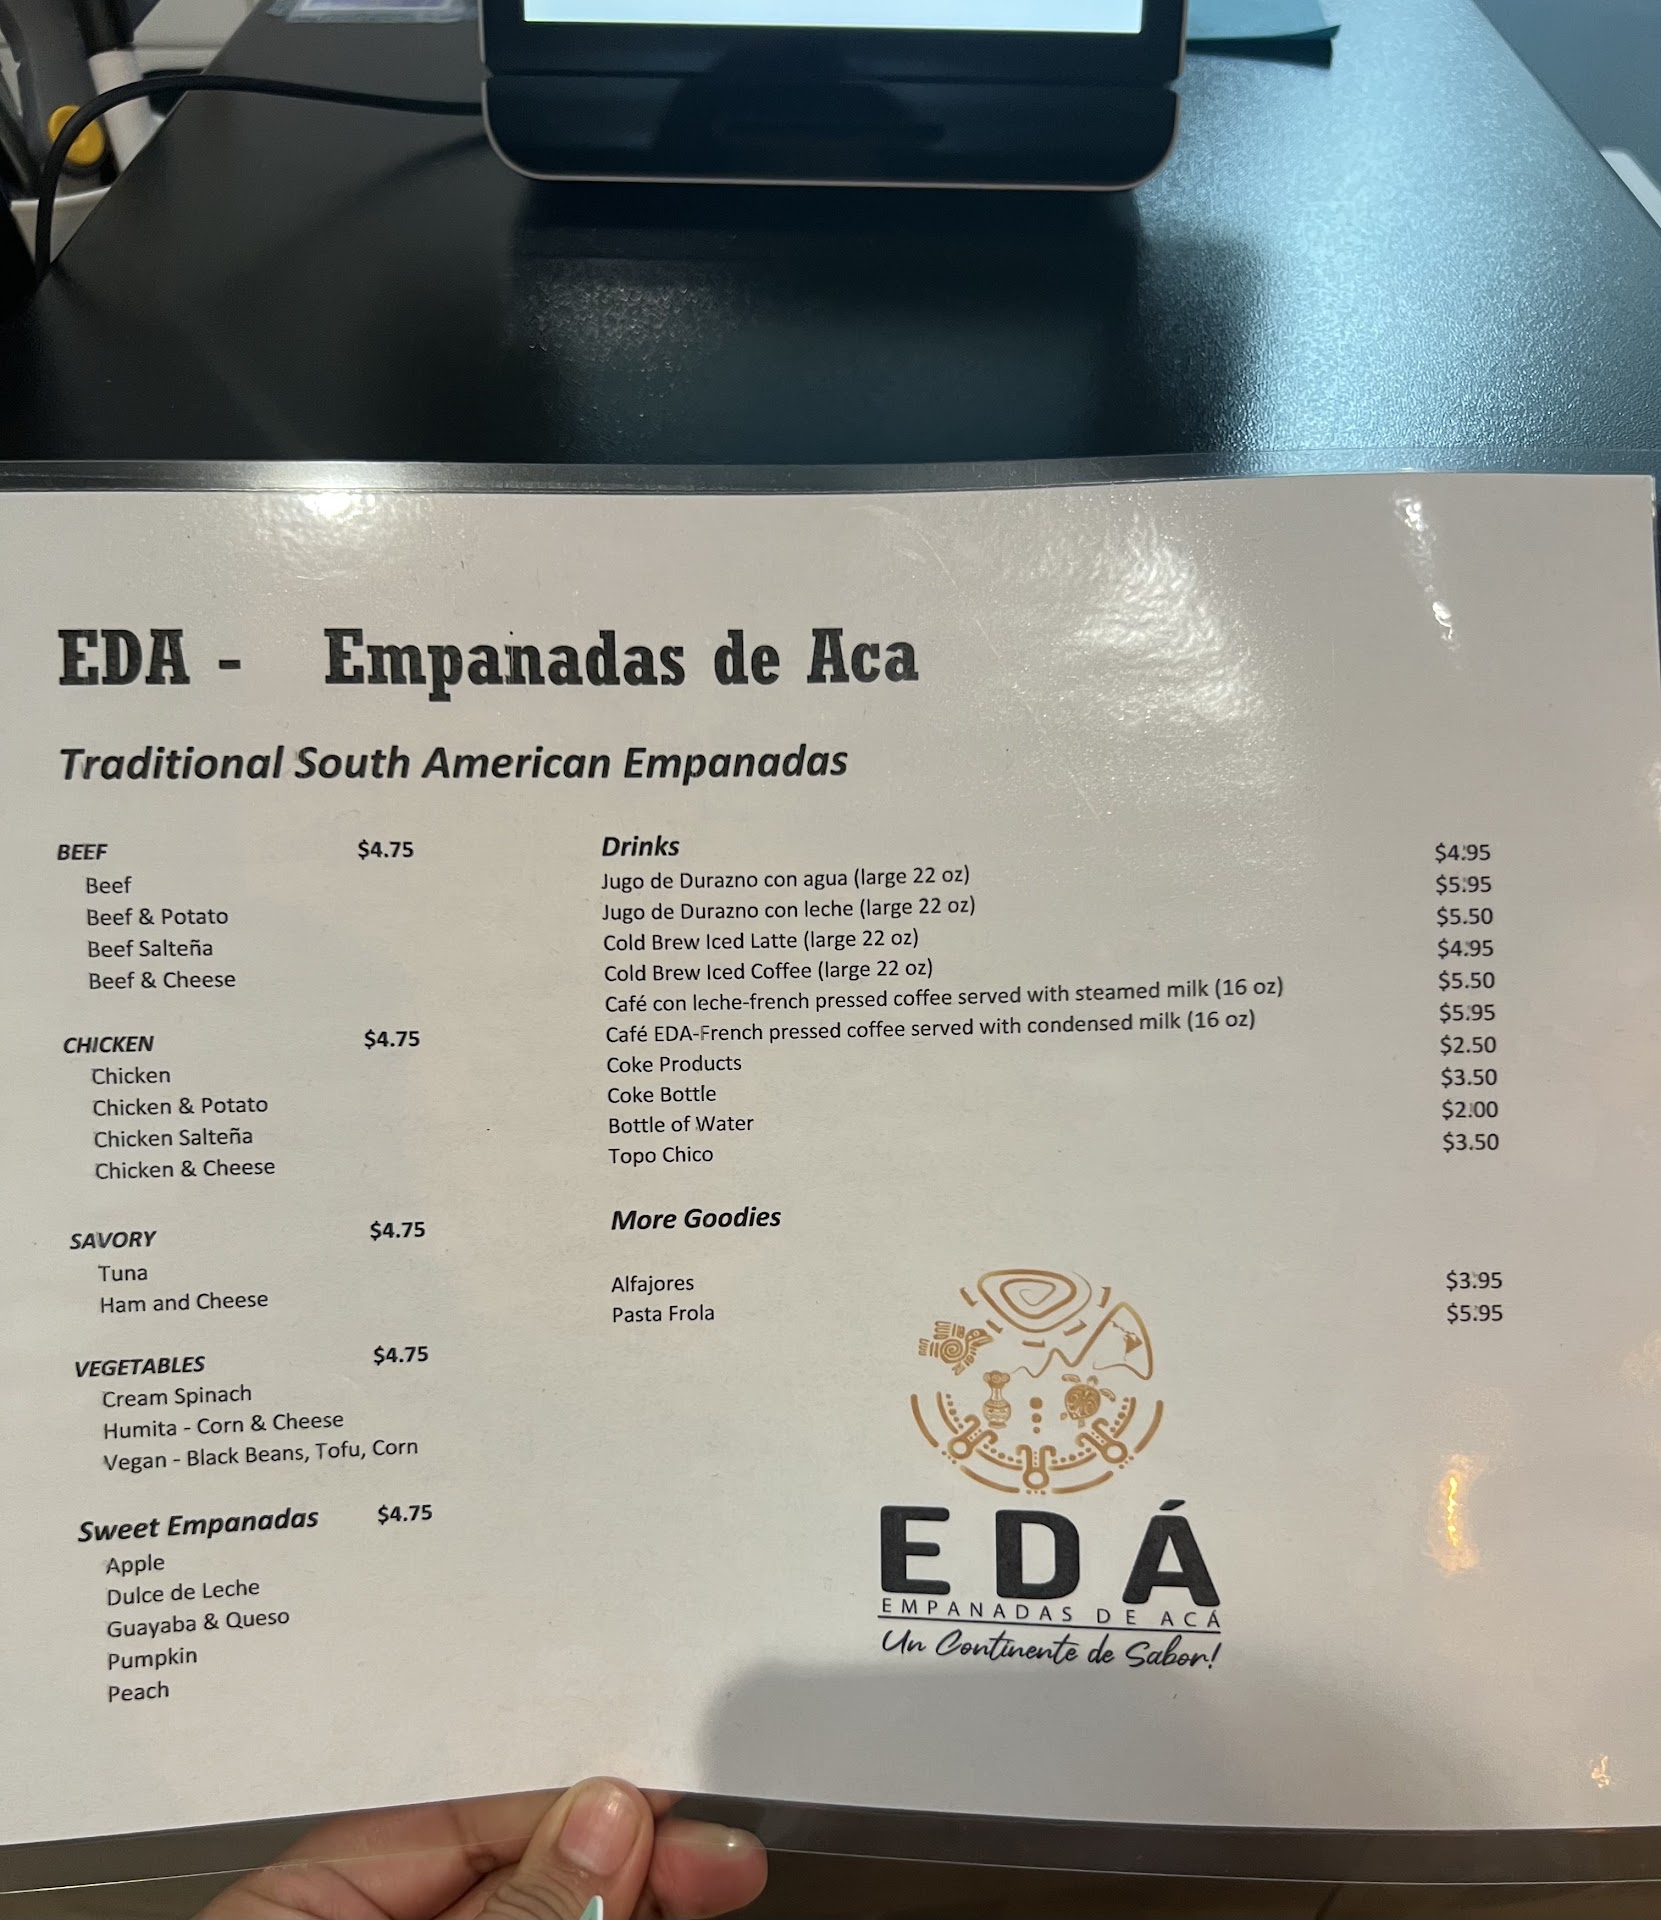 EDA - Empanadas de Aca
Traditional South American Empanadas
BEEF $4.75
Beef
Beef & Potato
Beef Salteña
Beef & Cheese
CHICKEN $4.75
Chicken
Chicken & Potato
Chicken Salteña
Chicken & Cheese
SAVORY $4.75
Tuna
Ham and Cheese
VEGETABLES $4.75
Cream Spinach
Humita - Corn & Cheese
Vegan - Black Beans, Tofu, Corn
Sweet Empanadas $4.75
Apple
Dulce de Leche
Guayaba & Queso
Pumpkin
Peach
Drinks
Jugo de Durazno con agua (large 22 oz) $4.95
Jugo de Durazno con leche (large 22 oz) $5.95
Cold Brew Iced Latte (large 22 oz) $5.50
Cold Brew Iced Coffee (large 22 oz) $4.95
Café con leche-french pressed coffee served with steamed milk (16 oz) $5.50
Café EDA-French pressed coffee served with condensed milk (16 oz) $5.95
Coke Products $2.50
Coke Bottle $3.50
Bottle of Water $2.00
Topo Chico $3.50
More Goodies
Alfajores $3.95
Pasta Frola $5.95
EDÁ
EMPANADAS DE ACÁ
Un Continente de Sabor!